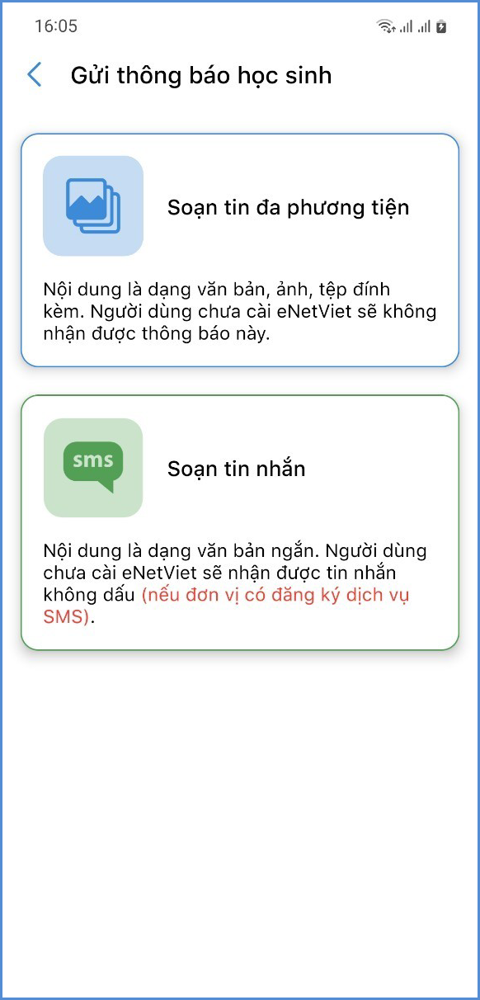 16:05
Gửi thông báo học sinh
Soạn tin đa phương tiện
Nội dung là dạng văn bản, ảnh, tệp đính
kèm. Người dùng chưa cài eNetViet sẽ không
nhận được thông báo này.
sms
Soạn tin nhắn
Nội dung là dạng văn bản ngắn. Người dùng
chưa cài eNetViet sẽ nhận được tin nhắn
không dấu (nếu đơn vị có đăng ký dịch vụ
SMS).